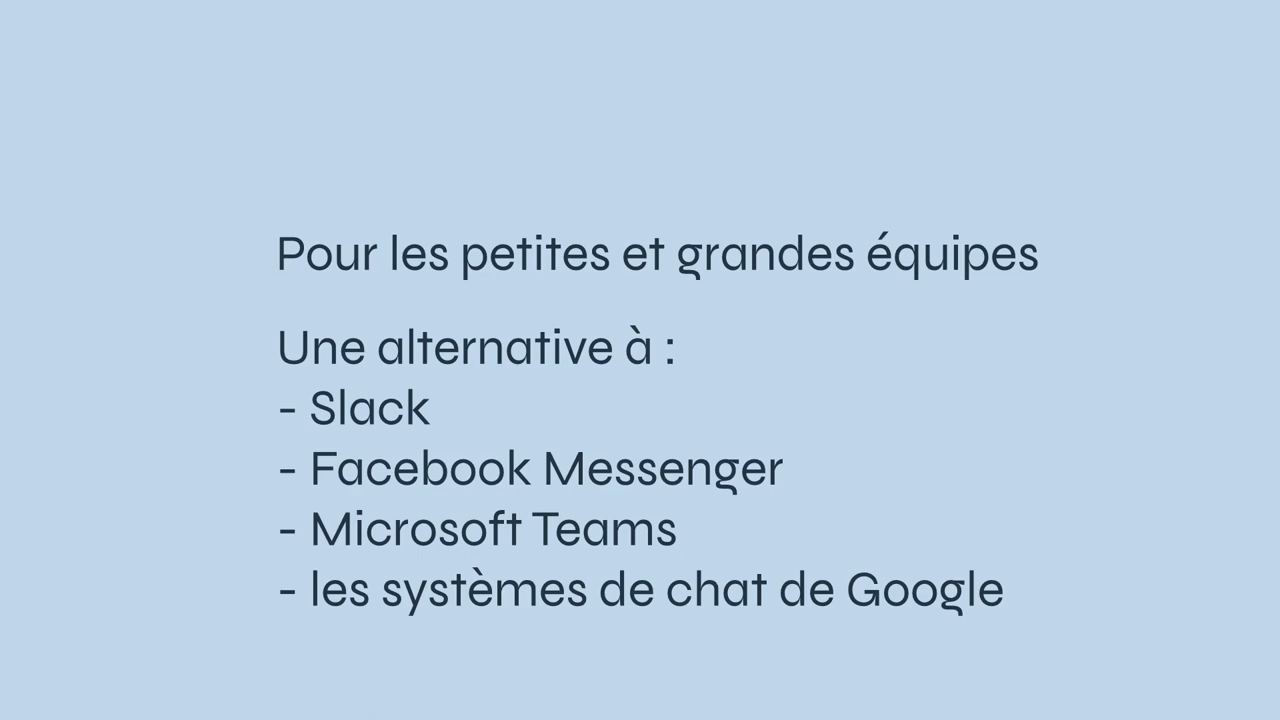 Pour les petites et grandes équipes
Une alternative à :
- Slack
- Facebook Messenger
- Microsoft Teams
- les systèmes de chat de Google